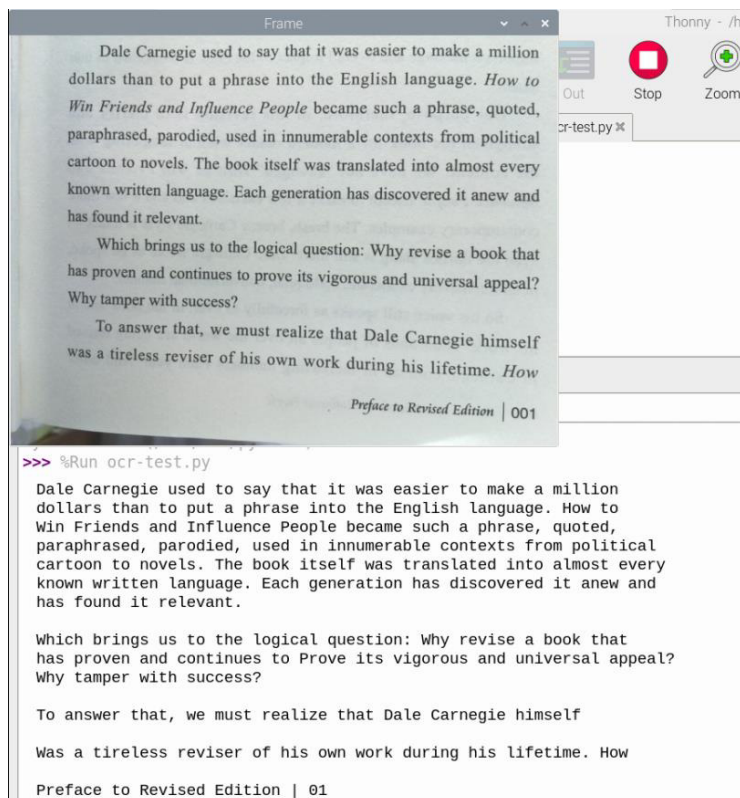 Frame
Thonny - /h
Dale Carnegie used to say that it was easier to make a million
dollars than to put a phrase into the English language. How to
Win Friends and Influence People became such a phrase, quoted,
paraphrased, parodied, used in innumerable contexts from political
cartoon to novels. The book itself was translated into almost every
known written language. Each generation has discovered it anew and
has found it relevant.
Which brings us to the logical question: Why revise a book that
has proven and continues to prove its vigorous and universal appeal?
Why tamper with success?
To answer that, we must realize that Dale Carnegie himself
was a tireless reviser of his own work during his lifetime. How
Preface to Revised Edition | 001
Out Stop Zoom
cr-test.py
>>> %Run ocr-test.py
Dale Carnegie used to say that it was easier to make a million
dollars than to put a phrase into the English language. How to
Win Friends and Influence People became such a phrase, quoted,
paraphrased, parodied, used in innumerable contexts from political
cartoon to novels. The book itself was translated into almost every
known written language. Each generation has discovered it anew and
has found it relevant.
Which brings us to the logical question: Why revise a book that
has proven and continues to Prove its vigorous and universal appeal?
Why tamper with success?
To answer that, we must realize that Dale Carnegie himself
Was a tireless reviser of his own work during his lifetime. How
Preface to Revised Edition | 01